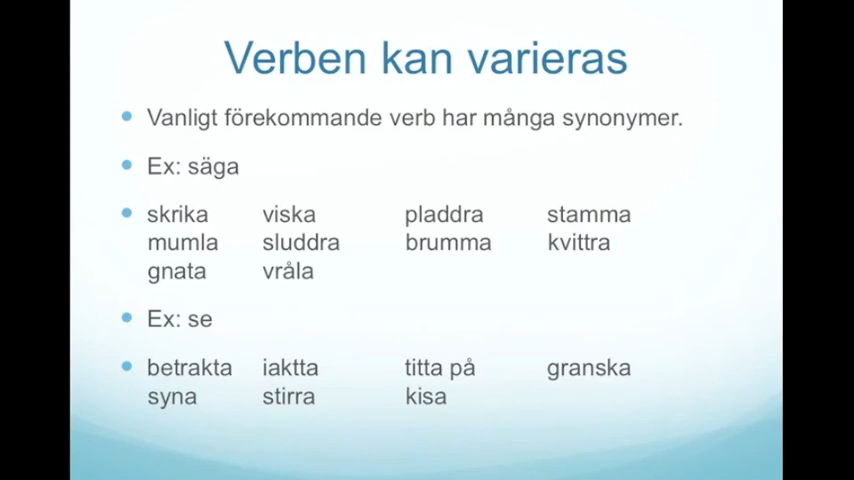 Verben kan varieras
Vanligt förekommande verb har många synonymer.
Ex: säga
skrika viska pladdra stamma
mumla sluddra brumma kvittra
gnata vråla
Ex: se
betrakta iaktta titta på granska
syna stirra kisa